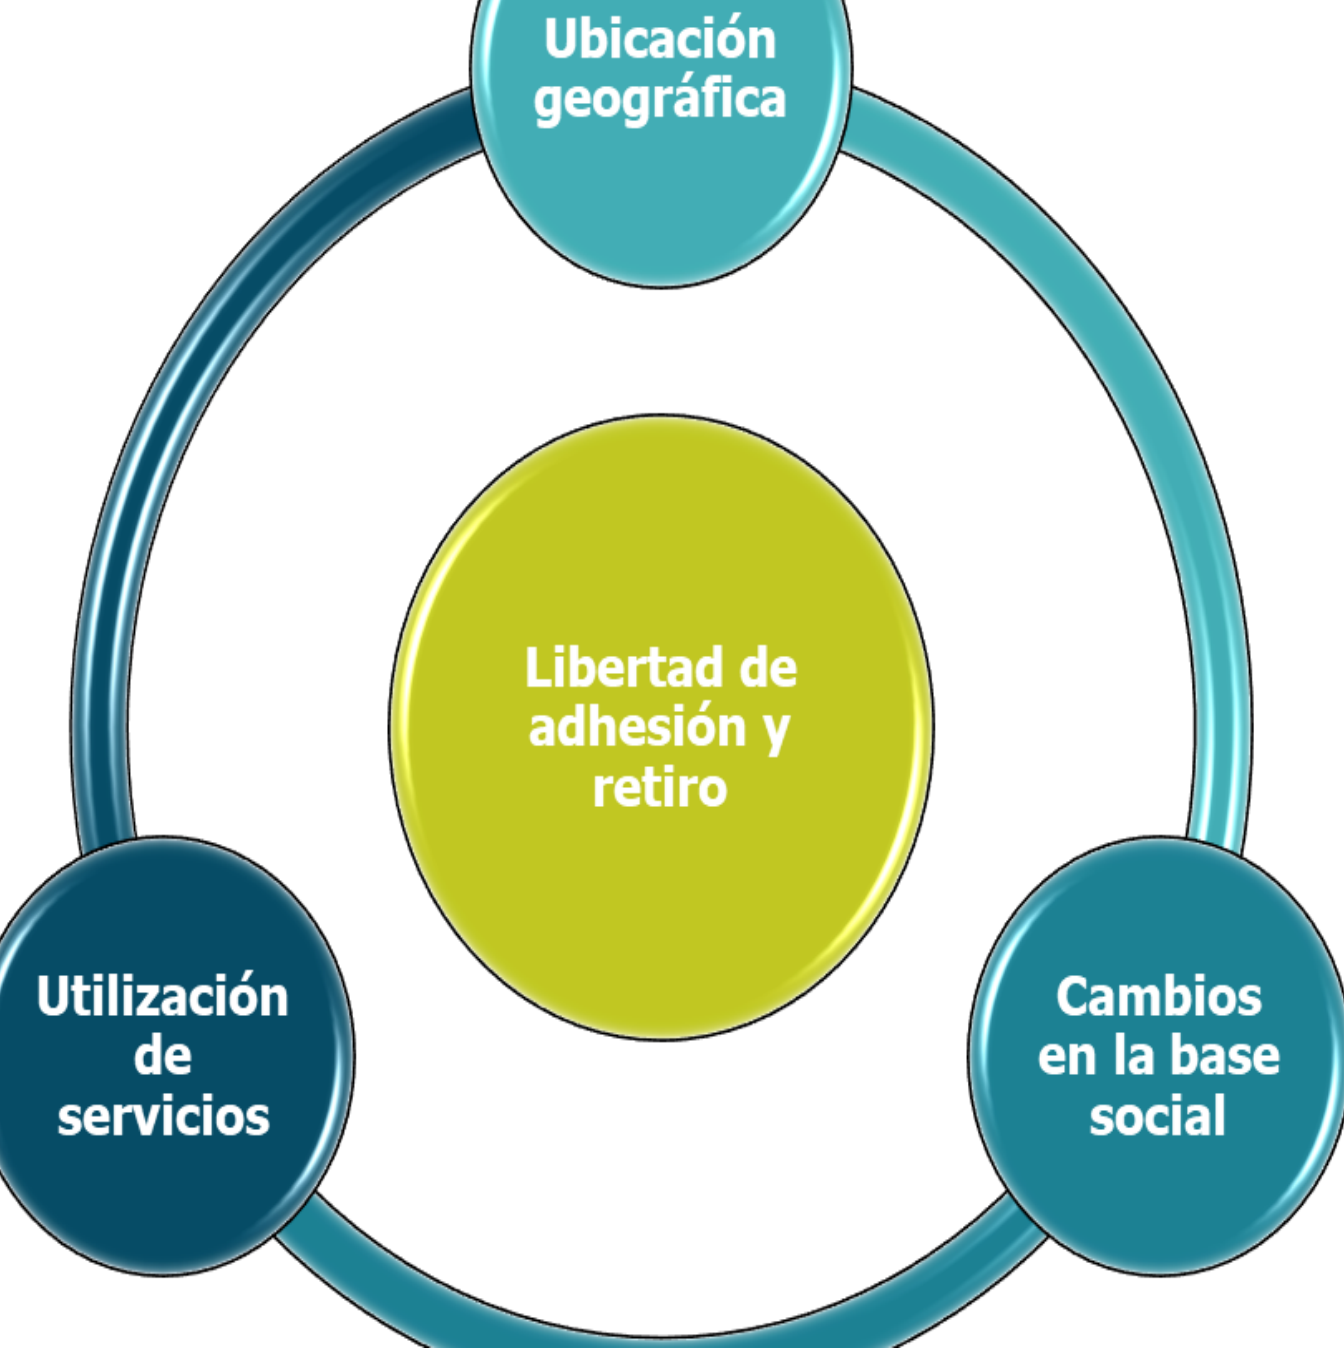 Ubicación
geográfica
Libertad de
adhesión y
retiro
Utilización
de
servicios
Cambios
en la base
social